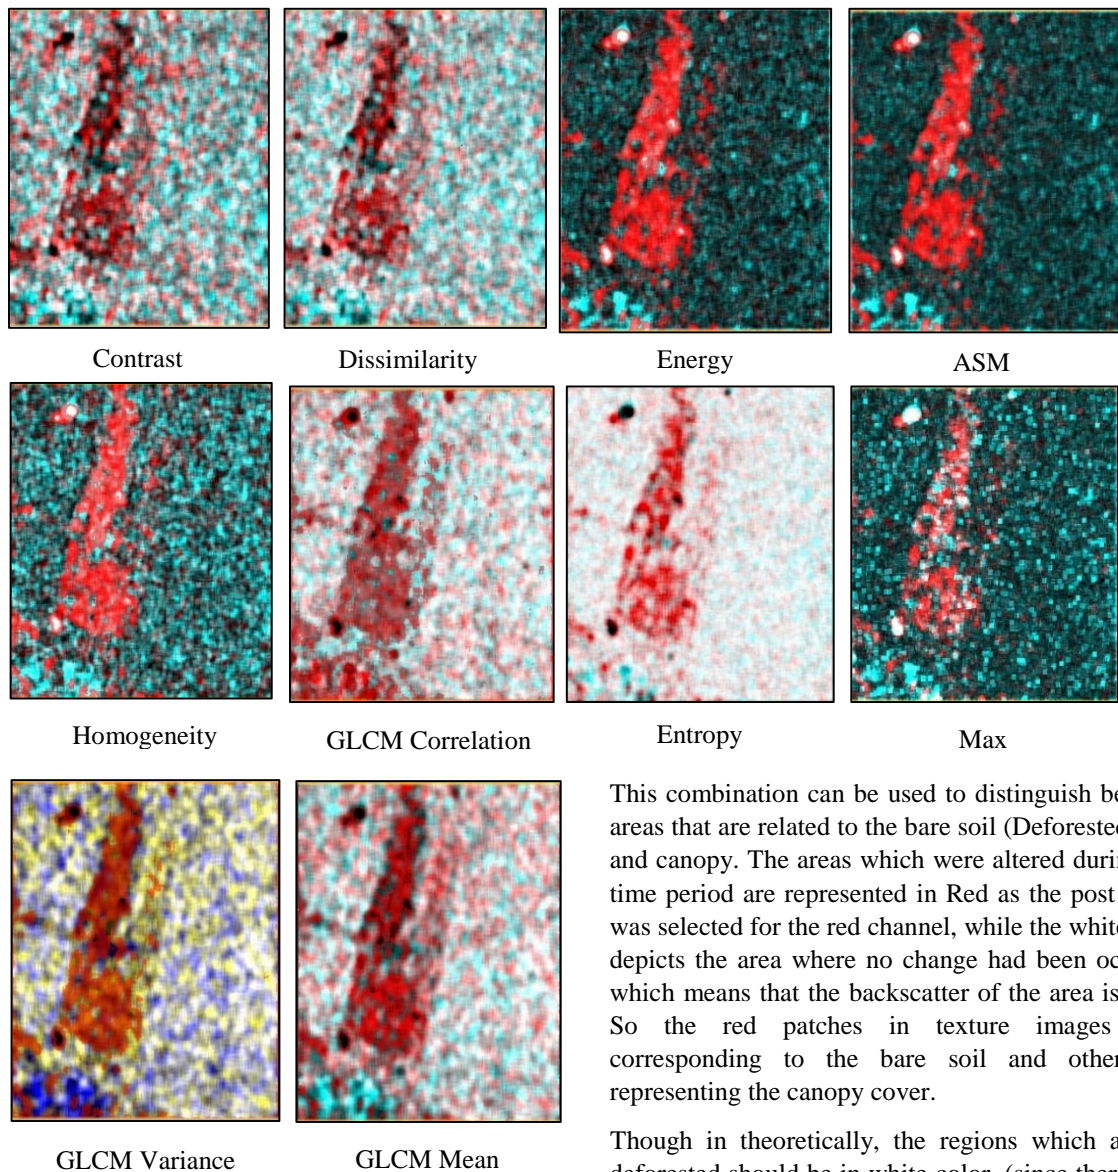 Contrast
Dissimilarity
Energy
ASM
Homogeneity
GLCM Correlation
Entropy
Max
GLCM Variance
GLCM Mean
This combination can be used to distinguish be
areas that are related to the bare soil (Deforested
and canopy. The areas which were altered duri
time period are represented in Red as the post
was selected for the red channel, while the white
depicts the area where no change had been oc
which means that the backscatter of the area is
So the red patches in texture images
corresponding to the bare soil and other
representing the canopy cover.
Though in theoretically, the regions which a